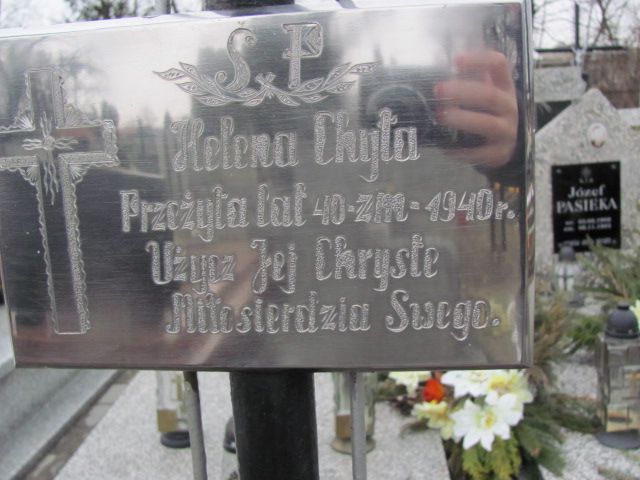 Ś P
Helena Chyła
Przeżyła lat 40 - zm - 1940 r.
Użycz Jej Chryste
Miłosierdzia Swego.
Józef
PASIEKA